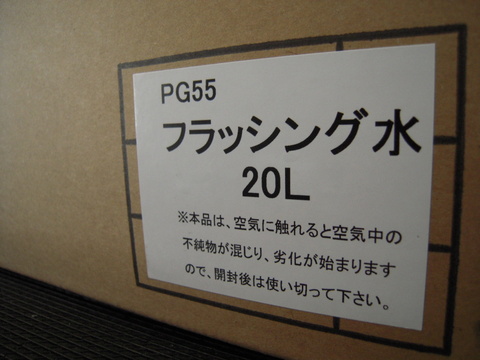 PG55
フラッシング水
20L
※本品は、空気に触れると空気中の
不純物が混じり、劣化が始まります
ので、開封後は使い切って下さい。